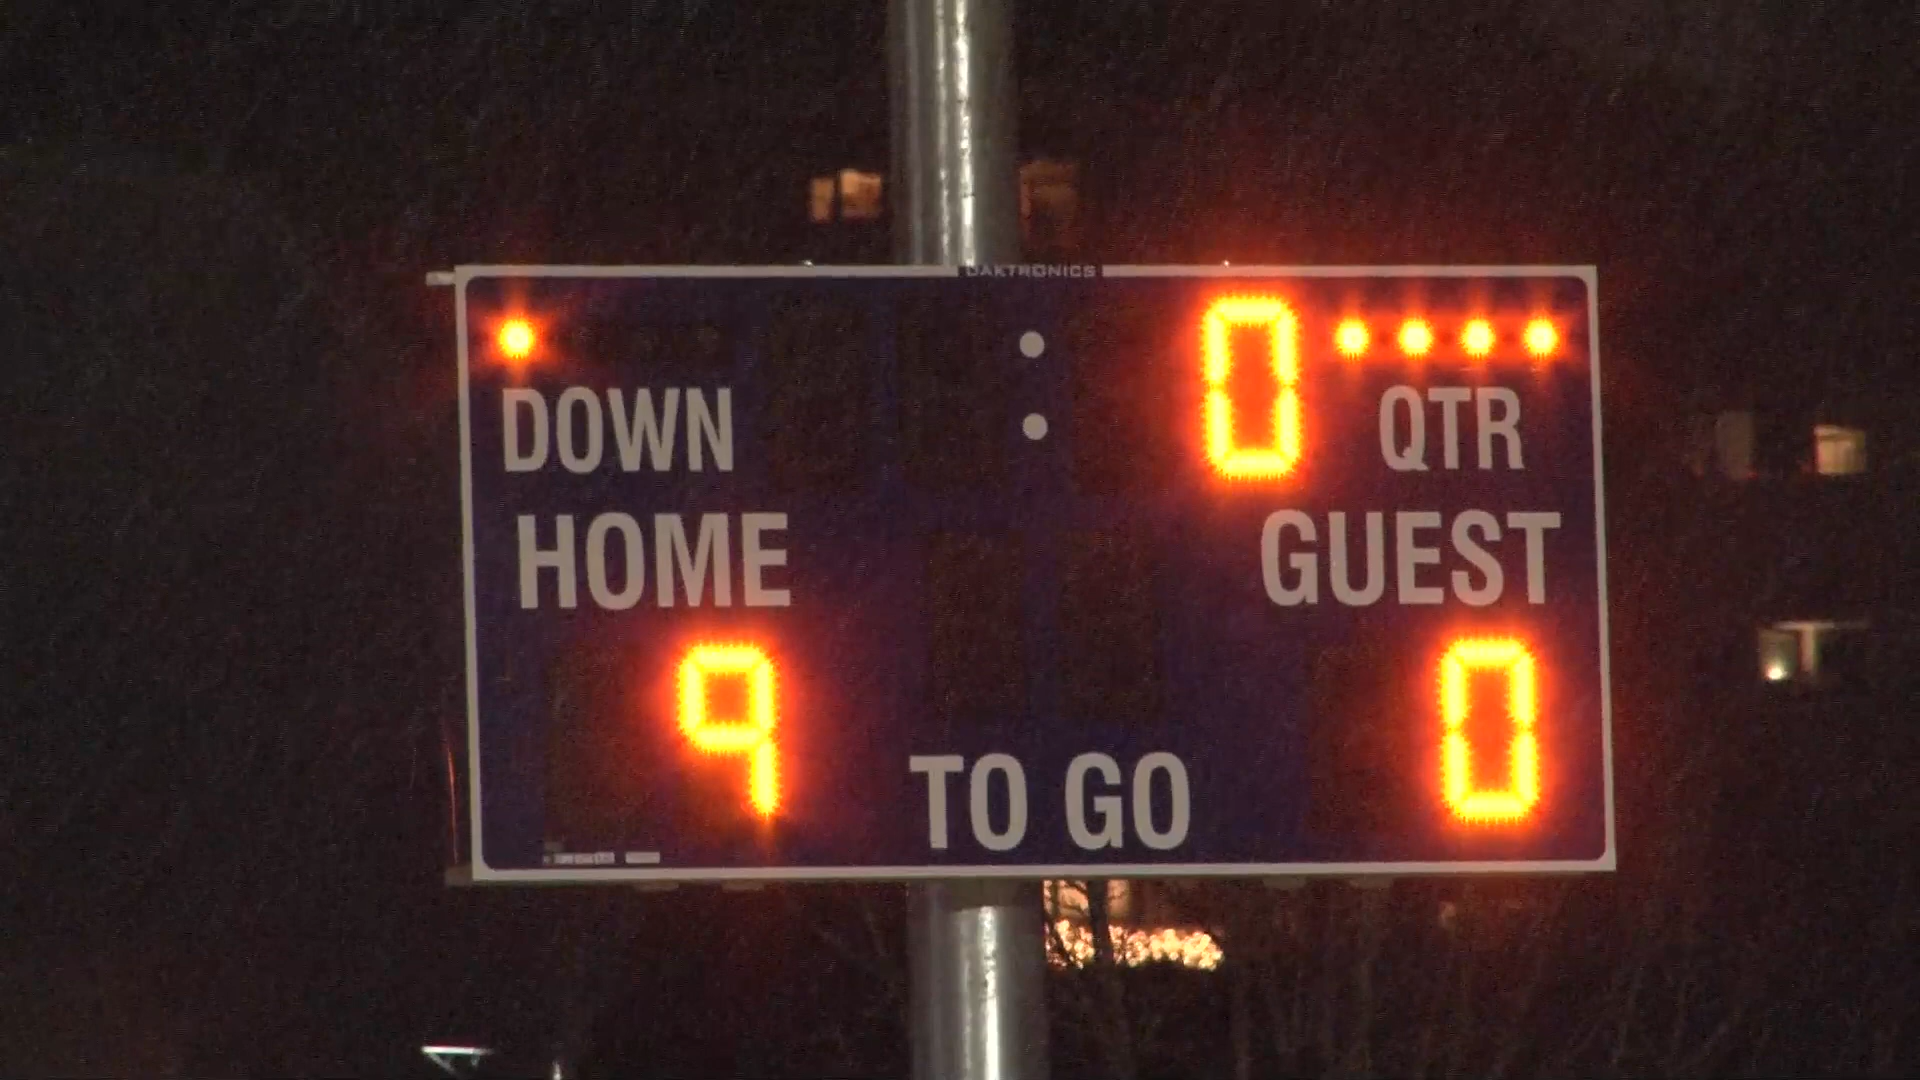 DAKTRONICS
: 0
DOWN QTR
HOME GUEST
9 0
TO GO